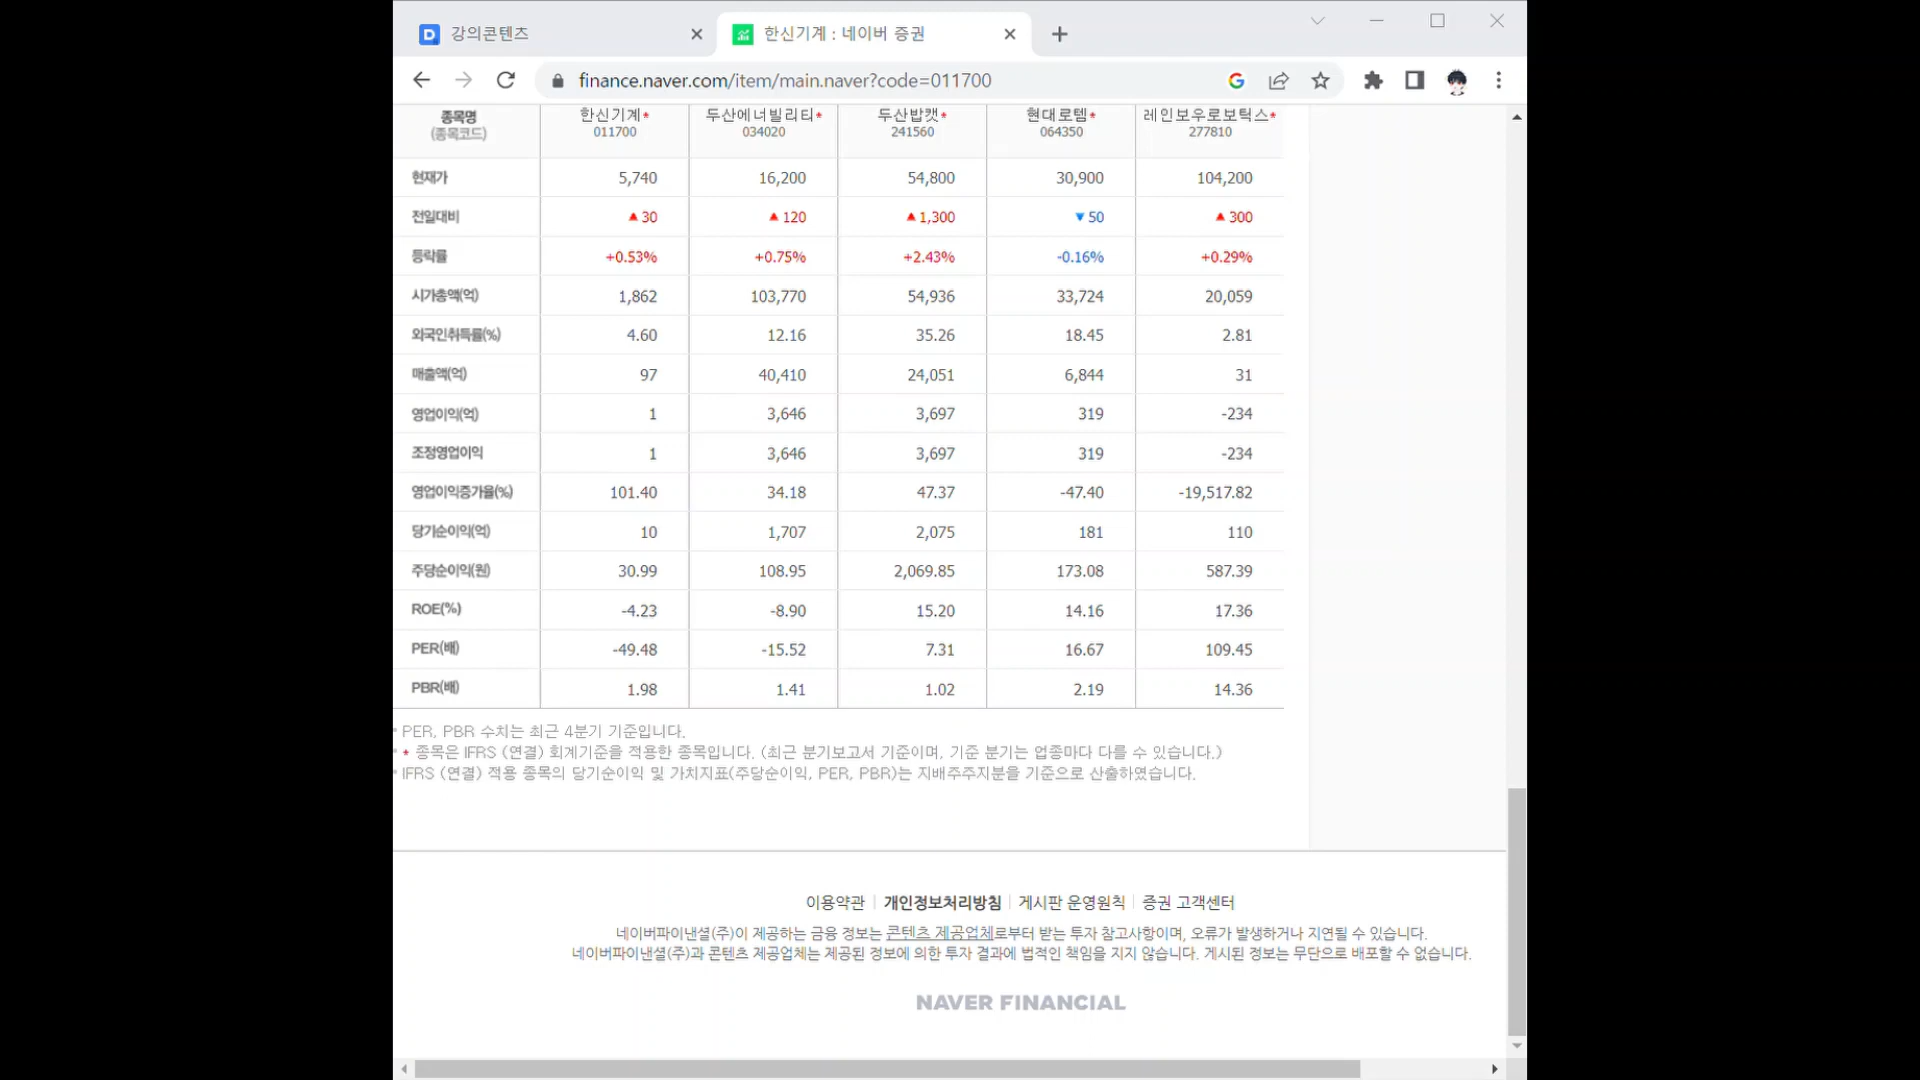 강의콘텐츠
한신기계 : 네이버 증권
finance.naver.com/item/main.naver?code=011700
종목명 한신기계* 두산에너빌리티* 두산밥캣* 현대로템* 레인보우로보틱스*
(종목코드) 011700 034020 241560 064350 277810
현재가 5,740 16,200 54,800 30,900 104,200
전일대비 ▲30 ▲120 ▲1,300 ▼50 ▲300
등락률 +0.53% +0.75% +2.43% -0.16% +0.29%
시가총액(억) 1,862 103,770 54,936 33,724 20,059
외국인취득률(%) 4.60 12.16 35.26 18.45 2.81
매출액(억) 97 40,410 24,051 6,844 31
영업이익(억) 1 3,646 3,697 319 -234
조정영업이익 1 3,646 3,697 319 -234
영업이익증가율(%) 101.40 34.18 47.37 -47.40 -19,517.82
당기순이익(억) 10 1,707 2,075 181 110
주당순이익(원) 30.99 108.95 2,069.85 173.08 587.39
ROE(%) -4.23 -8.90 15.20 14.16 17.36
PER(배) -49.48 -15.52 7.31 16.67 109.45
PBR(배) 1.98 1.41 1.02 2.19 14.36
* PER, PBR 수치는 최근 4분기 기준입니다.
* * 종목은 IFRS (연결) 회계기준을 적용한 종목입니다. (최근 분기보고서 기준이며, 기준 분기는 업종마다 다를 수 있습니다.)
* IFRS (연결) 적용 종목의 당기순이익 및 가치지표(주당순이익, PER, PBR)는 지배주주지분을 기준으로 산출하였습니다.
이용약관 개인정보처리방침 게시판 운영원칙 증권 고객센터
네이버파이낸셜(주)이 제공하는 금융 정보는 콘텐츠 제공업체로부터 받는 투자 참고사항이며, 오류가 발생하거나 지연될 수 있습니다.
네이버파이낸셜(주)과 콘텐츠 제공업체는 제공된 정보에 의한 투자 결과에 법적인 책임을 지지 않습니다. 게시된 정보는 무단으로 배포할 수 없습니다.
NAVER FINANCIAL